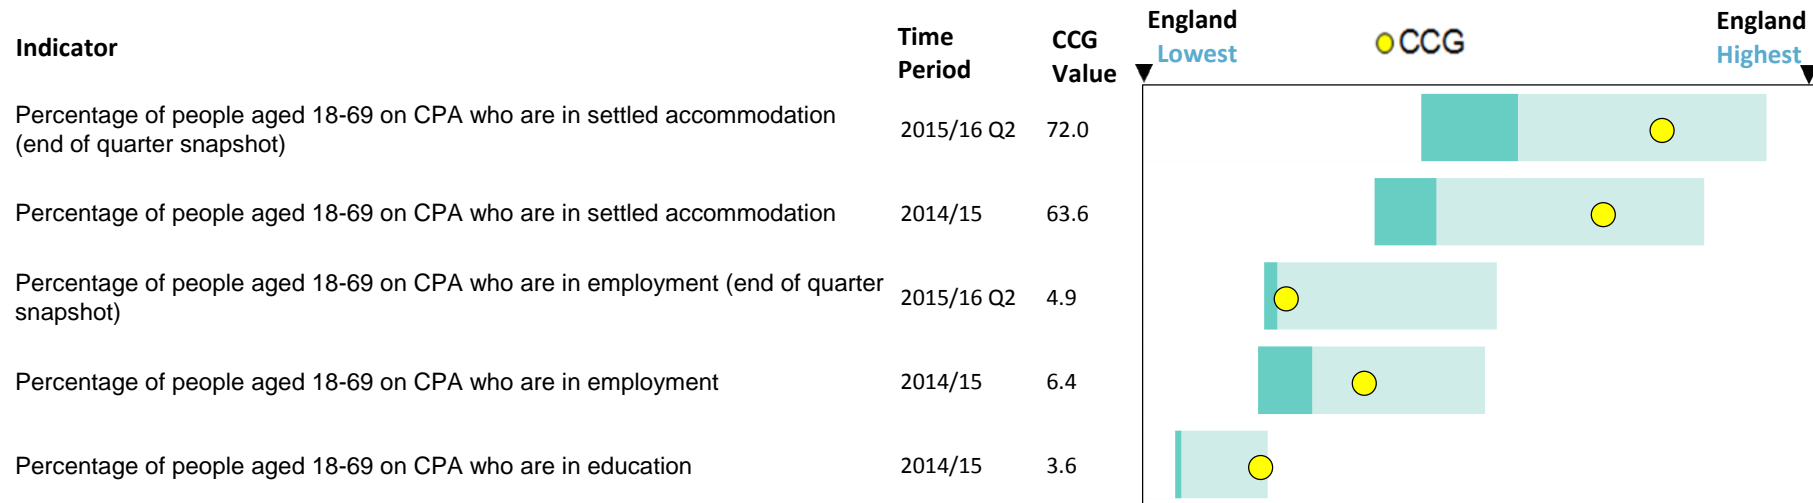 Indicator
Time
Period
CCG
Value
England
Lowest
CCG
England
Highest
Percentage of people aged 18-69 on CPA who are in settled accommodation
(end of quarter snapshot)
2015/16 Q2
72.0
Percentage of people aged 18-69 on CPA who are in settled accommodation
2014/15
63.6
Percentage of people aged 18-69 on CPA who are in employment (end of quarter
snapshot)
2015/16 Q2
4.9
Percentage of people aged 18-69 on CPA who are in employment
2014/15
6.4
Percentage of people aged 18-69 on CPA who are in education
2014/15
3.6